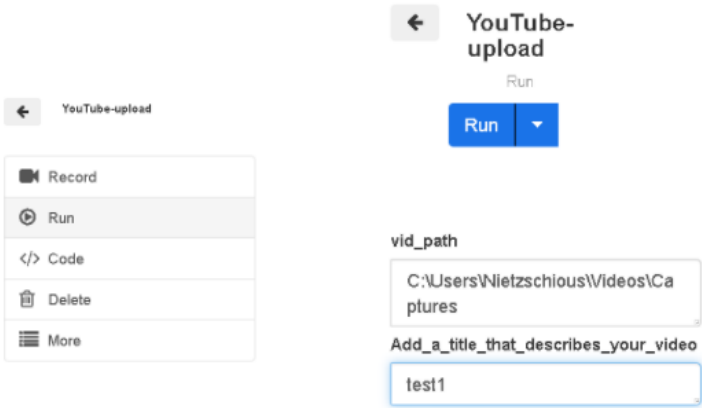 YouTube-upload
Record
Run
</> Code
Delete
More
YouTube-
upload
Run
Run
vid_path
C:\Users\Nietzschious\Videos\Ca
ptures
Add_a_title_that_describes_your_video
test1